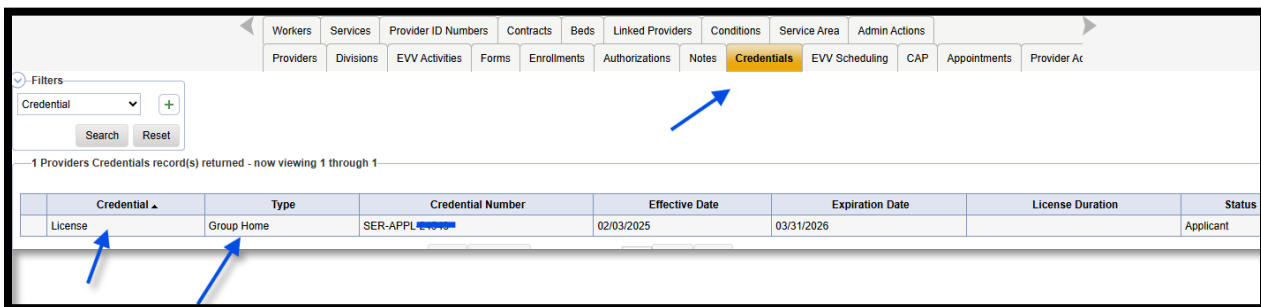 Workers Services Provider ID Numbers Contracts Beds Linked Providers Conditions Service Area Admin Actions
Providers Divisions EVV Activities Forms Enrollments Authorizations Notes Credentials EVV Scheduling CAP Appointments Provider Ac
Filters
Credential
Search Reset
1 Providers Credentials record(s) returned - now viewing 1 through 1
Credential Type Credential Number Effective Date Expiration Date License Duration Status
License Group Home SER-APPL- 02/03/2025 03/31/2026 Applicant